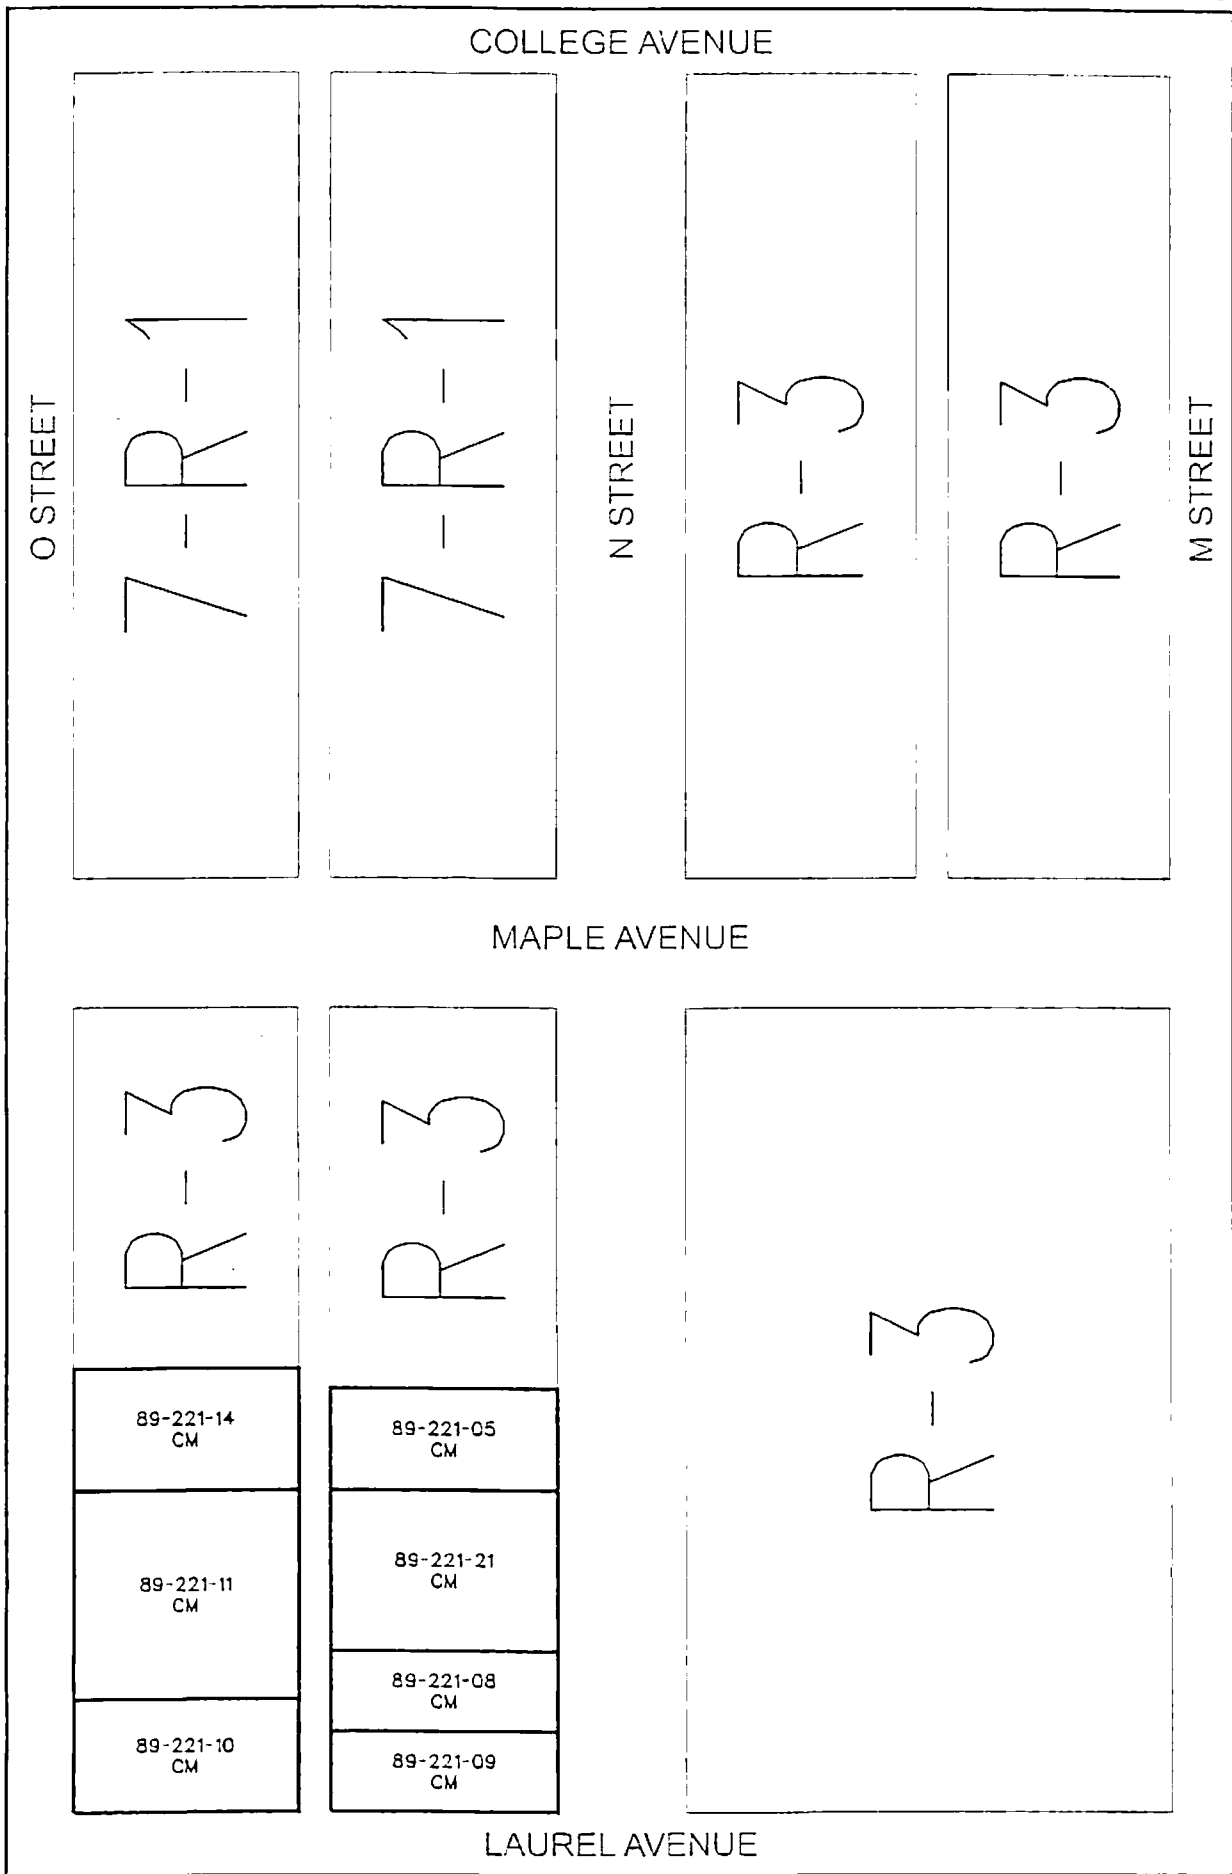 COLLEGE AVENUE
O STREET
7-R-1
7-R-1
N STREET
R-3
R-3
M STREET
MAPLE AVENUE
R-3
R-3
R-3
89-221-14
CM
89-221-11
CM
89-221-10
CM
89-221-05
CM
89-221-21
CM
89-221-08
CM
89-221-09
CM
LAUREL AVENUE